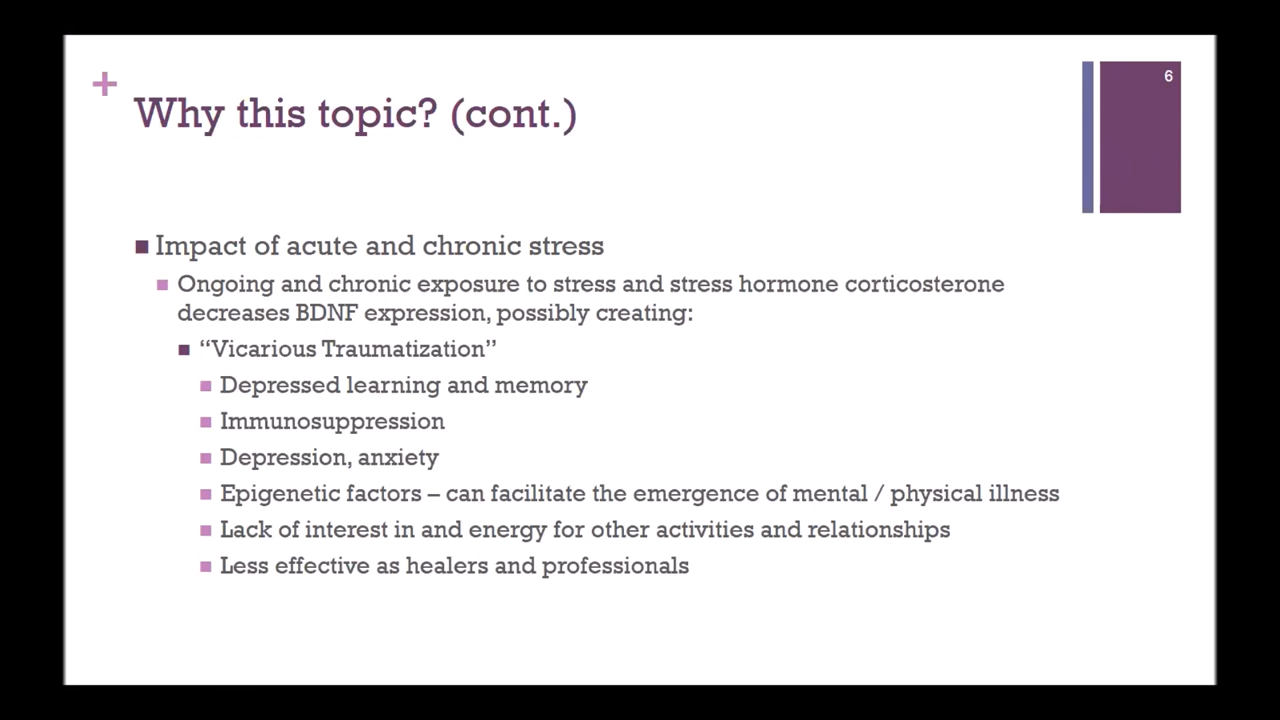 +
6
Why this topic? (cont.)
Impact of acute and chronic stress
Ongoing and chronic exposure to stress and stress hormone corticosterone
decreases BDNF expression, possibly creating:
“Vicarious Traumatization”
Depressed learning and memory
Immunosuppression
Depression, anxiety
Epigenetic factors – can facilitate the emergence of mental / physical illness
Lack of interest in and energy for other activities and relationships
Less effective as healers and professionals